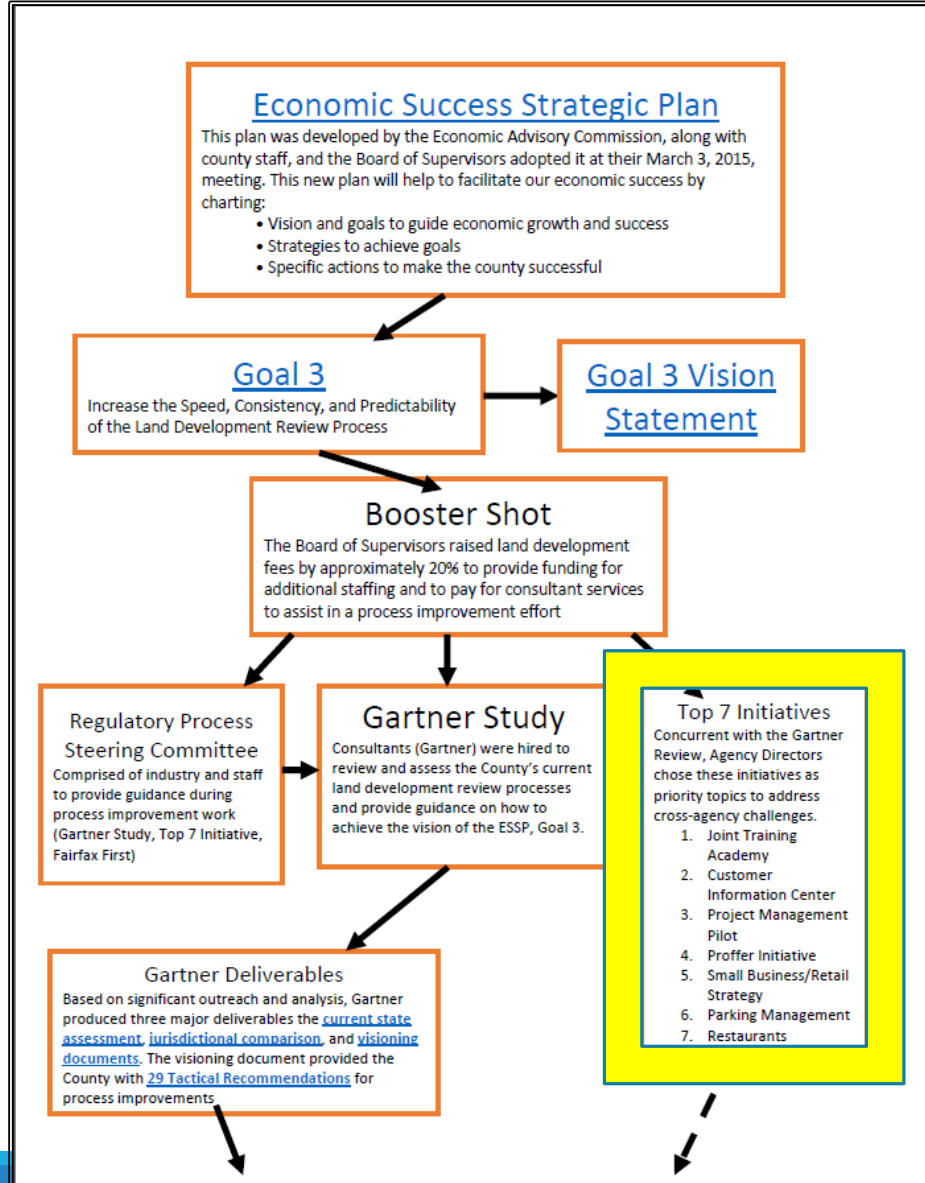 Economic Success Strategic Plan
This plan was developed by the Economic Advisory Commission, along with
county staff, and the Board of Supervisors adopted it at their March 3, 2015,
meeting. This new plan will help to facilitate our economic success by
charting:
• Vision and goals to guide economic growth and success
• Strategies to achieve goals
• Specific actions to make the county successful
Goal 3
Increase the Speed, Consistency, and Predictability
of the Land Development Review Process
Goal 3 Vision
Statement
Booster Shot
The Board of Supervisors raised land development
fees by approximately 20% to provide funding for
additional staffing and to pay for consultant services
to assist in a process improvement effort
Regulatory Process
Steering Committee
Comprised of industry and staff
to provide guidance during
process improvement work
(Gartner Study, Top 7 Initiative,
Fairfax First)
Gartner Study
Consultants (Gartner) were hired to
review and assess the County's current
land development review processes
and provide guidance on how to
achieve the vision of the ESSP, Goal 3.
Top 7 Initiatives
Concurrent with the Gartner
Review, Agency Directors
chose these initiatives as
priority topics to address
cross-agency challenges.
1. Joint Training
Academy
2. Customer
Information Center
3. Project Management
Pilot
4. Proffer Initiative
5. Small Business/Retail
Strategy
6. Parking Management
7. Restaurants
Gartner Deliverables
Based on significant outreach and analysis, Gartner
produced three major deliverables the current state
assessment, jurisdictional comparison, and visioning
documents. The visioning document provided the
County with 29 Tactical Recommendations for
process improvements